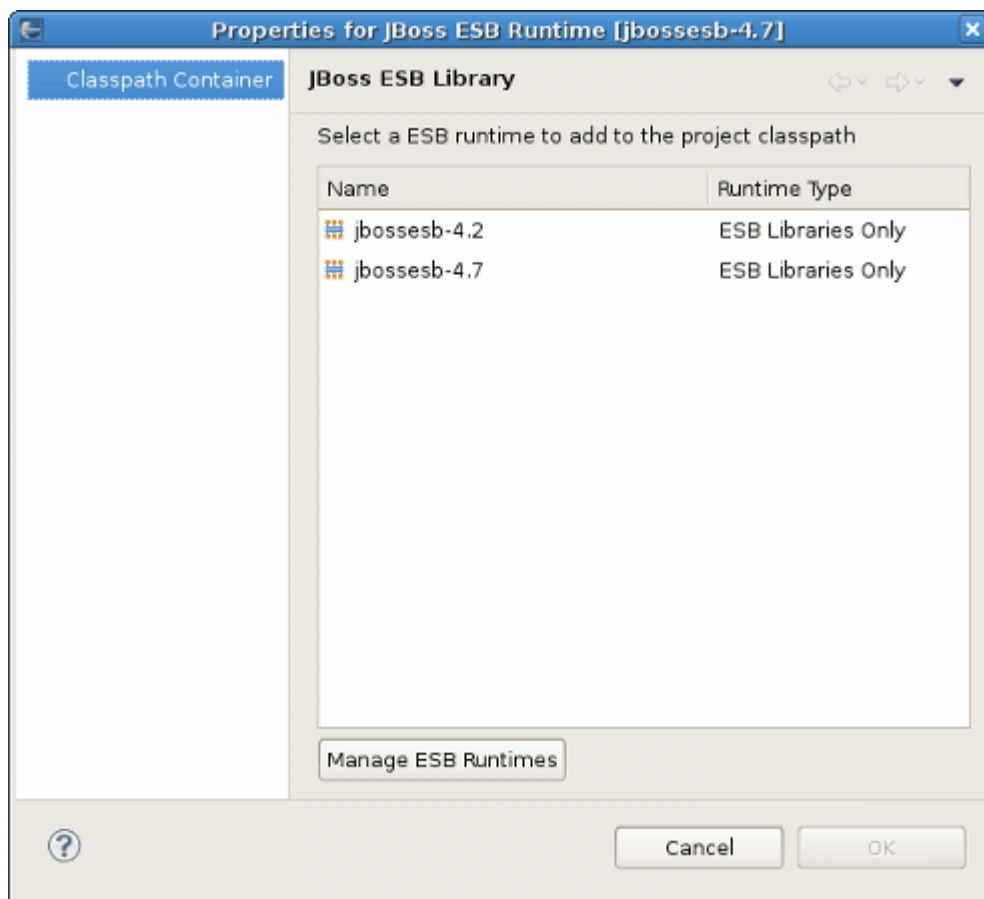 Properties for JBoss ESB Runtime [jbossesb-4.7]
Classpath Container
JBoss ESB Library
Select a ESB runtime to add to the project classpath
Name Runtime Type
jbossesb-4.2 ESB Libraries Only
jbossesb-4.7 ESB Libraries Only
Manage ESB Runtimes
Cancel OK